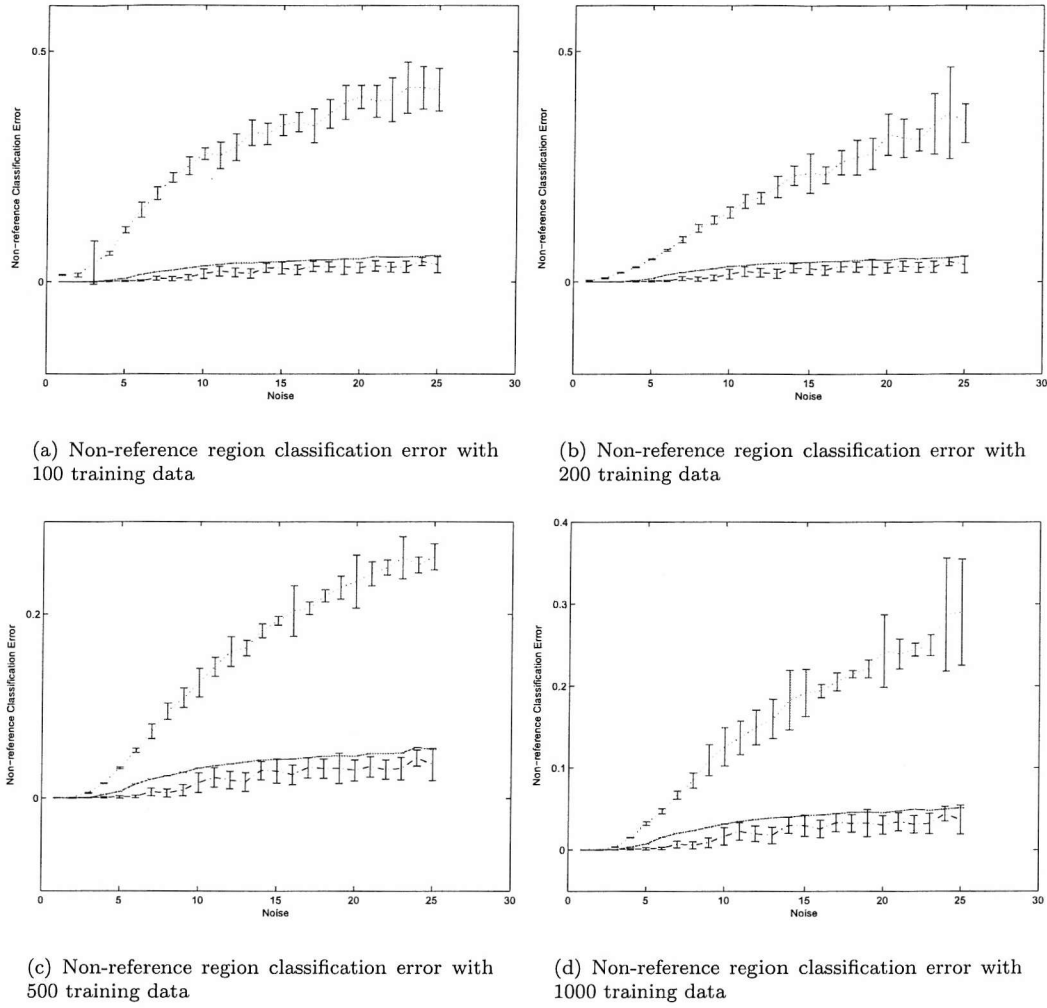 0.5
0
Non-reference Classification Error
0 5 10 15 20 25 30
Noise
(a) Non-reference region classification error with
100 training data
0.5
0
Non-reference Classification Error
0 5 10 15 20 25 30
Noise
(b) Non-reference region classification error with
200 training data
0.2
0
Non-reference Classification Error
0 5 10 15 20 25 30
Noise
(c) Non-reference region classification error with
500 training data
0.4
0.3
0.2
0.1
0
Non-reference Classification Error
0 5 10 15 20 25 30
Noise
(d) Non-reference region classification error with
1000 training data